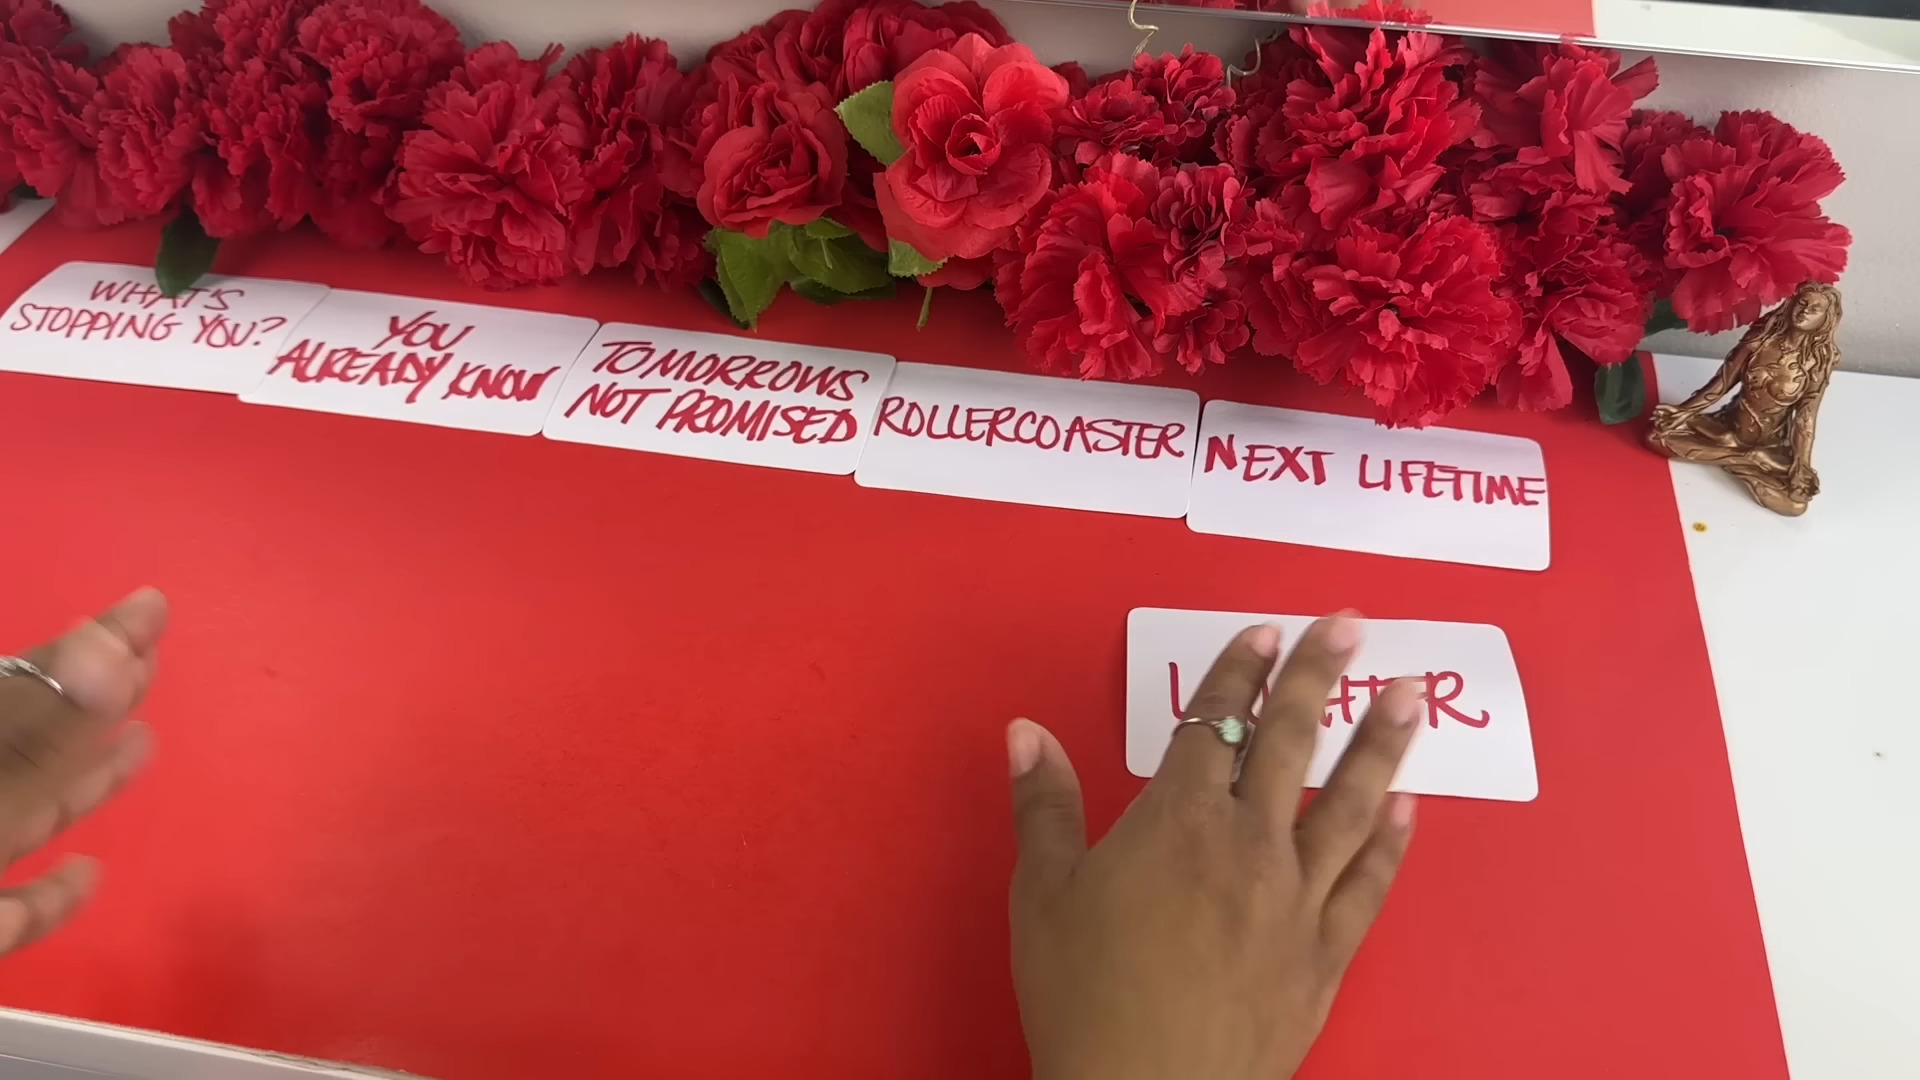 WHAT'S
STOPPING YOU?
YOU
ALREADY KNOW
TOMORROWS
NOT PROMISED
ROLLERCOASTER
NEXT LIFETIME